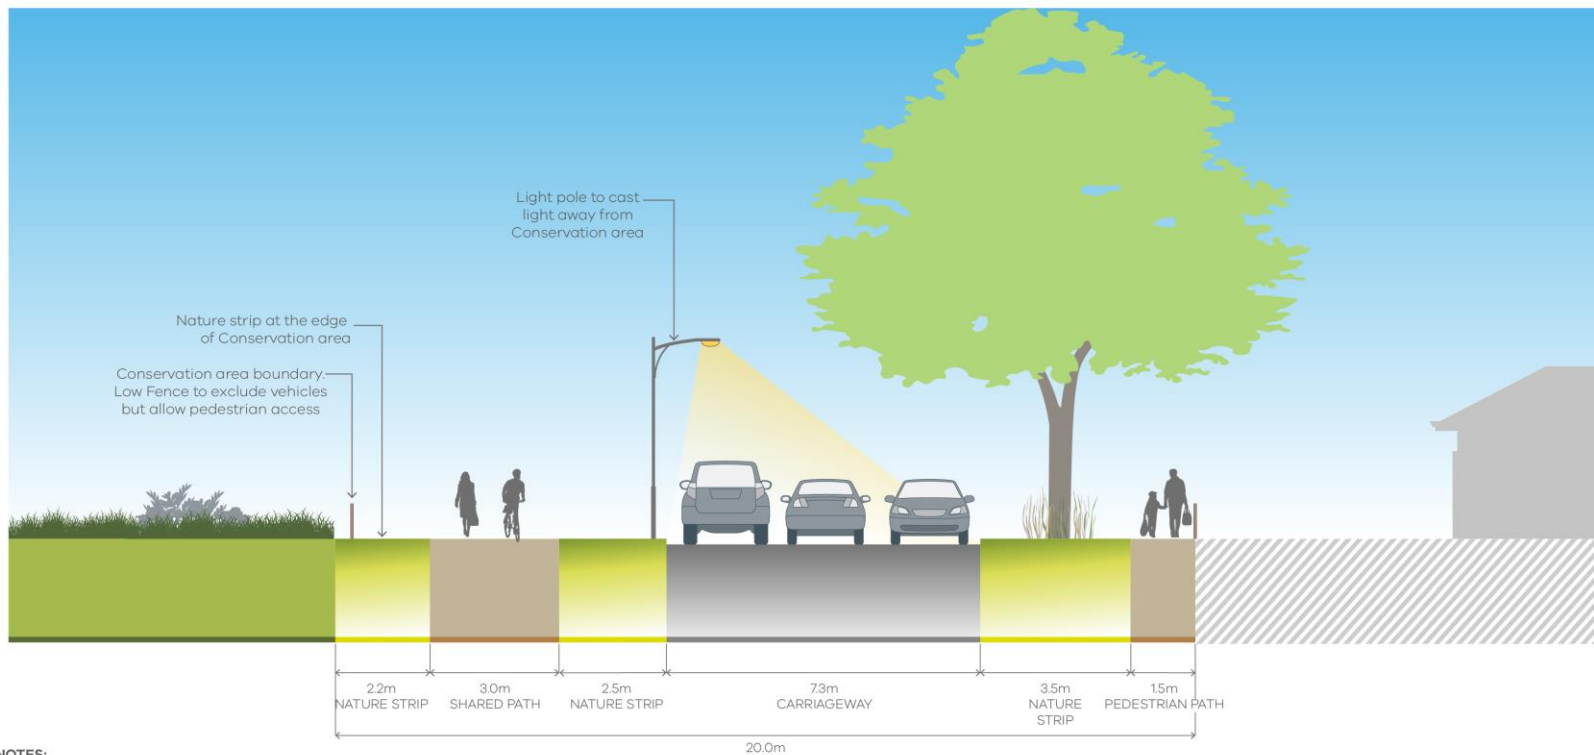 Light pole to cast
light away from
Conservation area
Nature strip at the edge
of Conservation area
Conservation area boundary.
Low Fence to exclude vehicles
but allow pedestrian access
2.2m
NATURE STRIP
3.0m
SHARED PATH
2.5m
NATURE STRIP
7.3m
CARRIAGEWAY
3.5m
NATURE
STRIP
1.5m
PEDESTRIAN PATH
20.0m
NOTES: